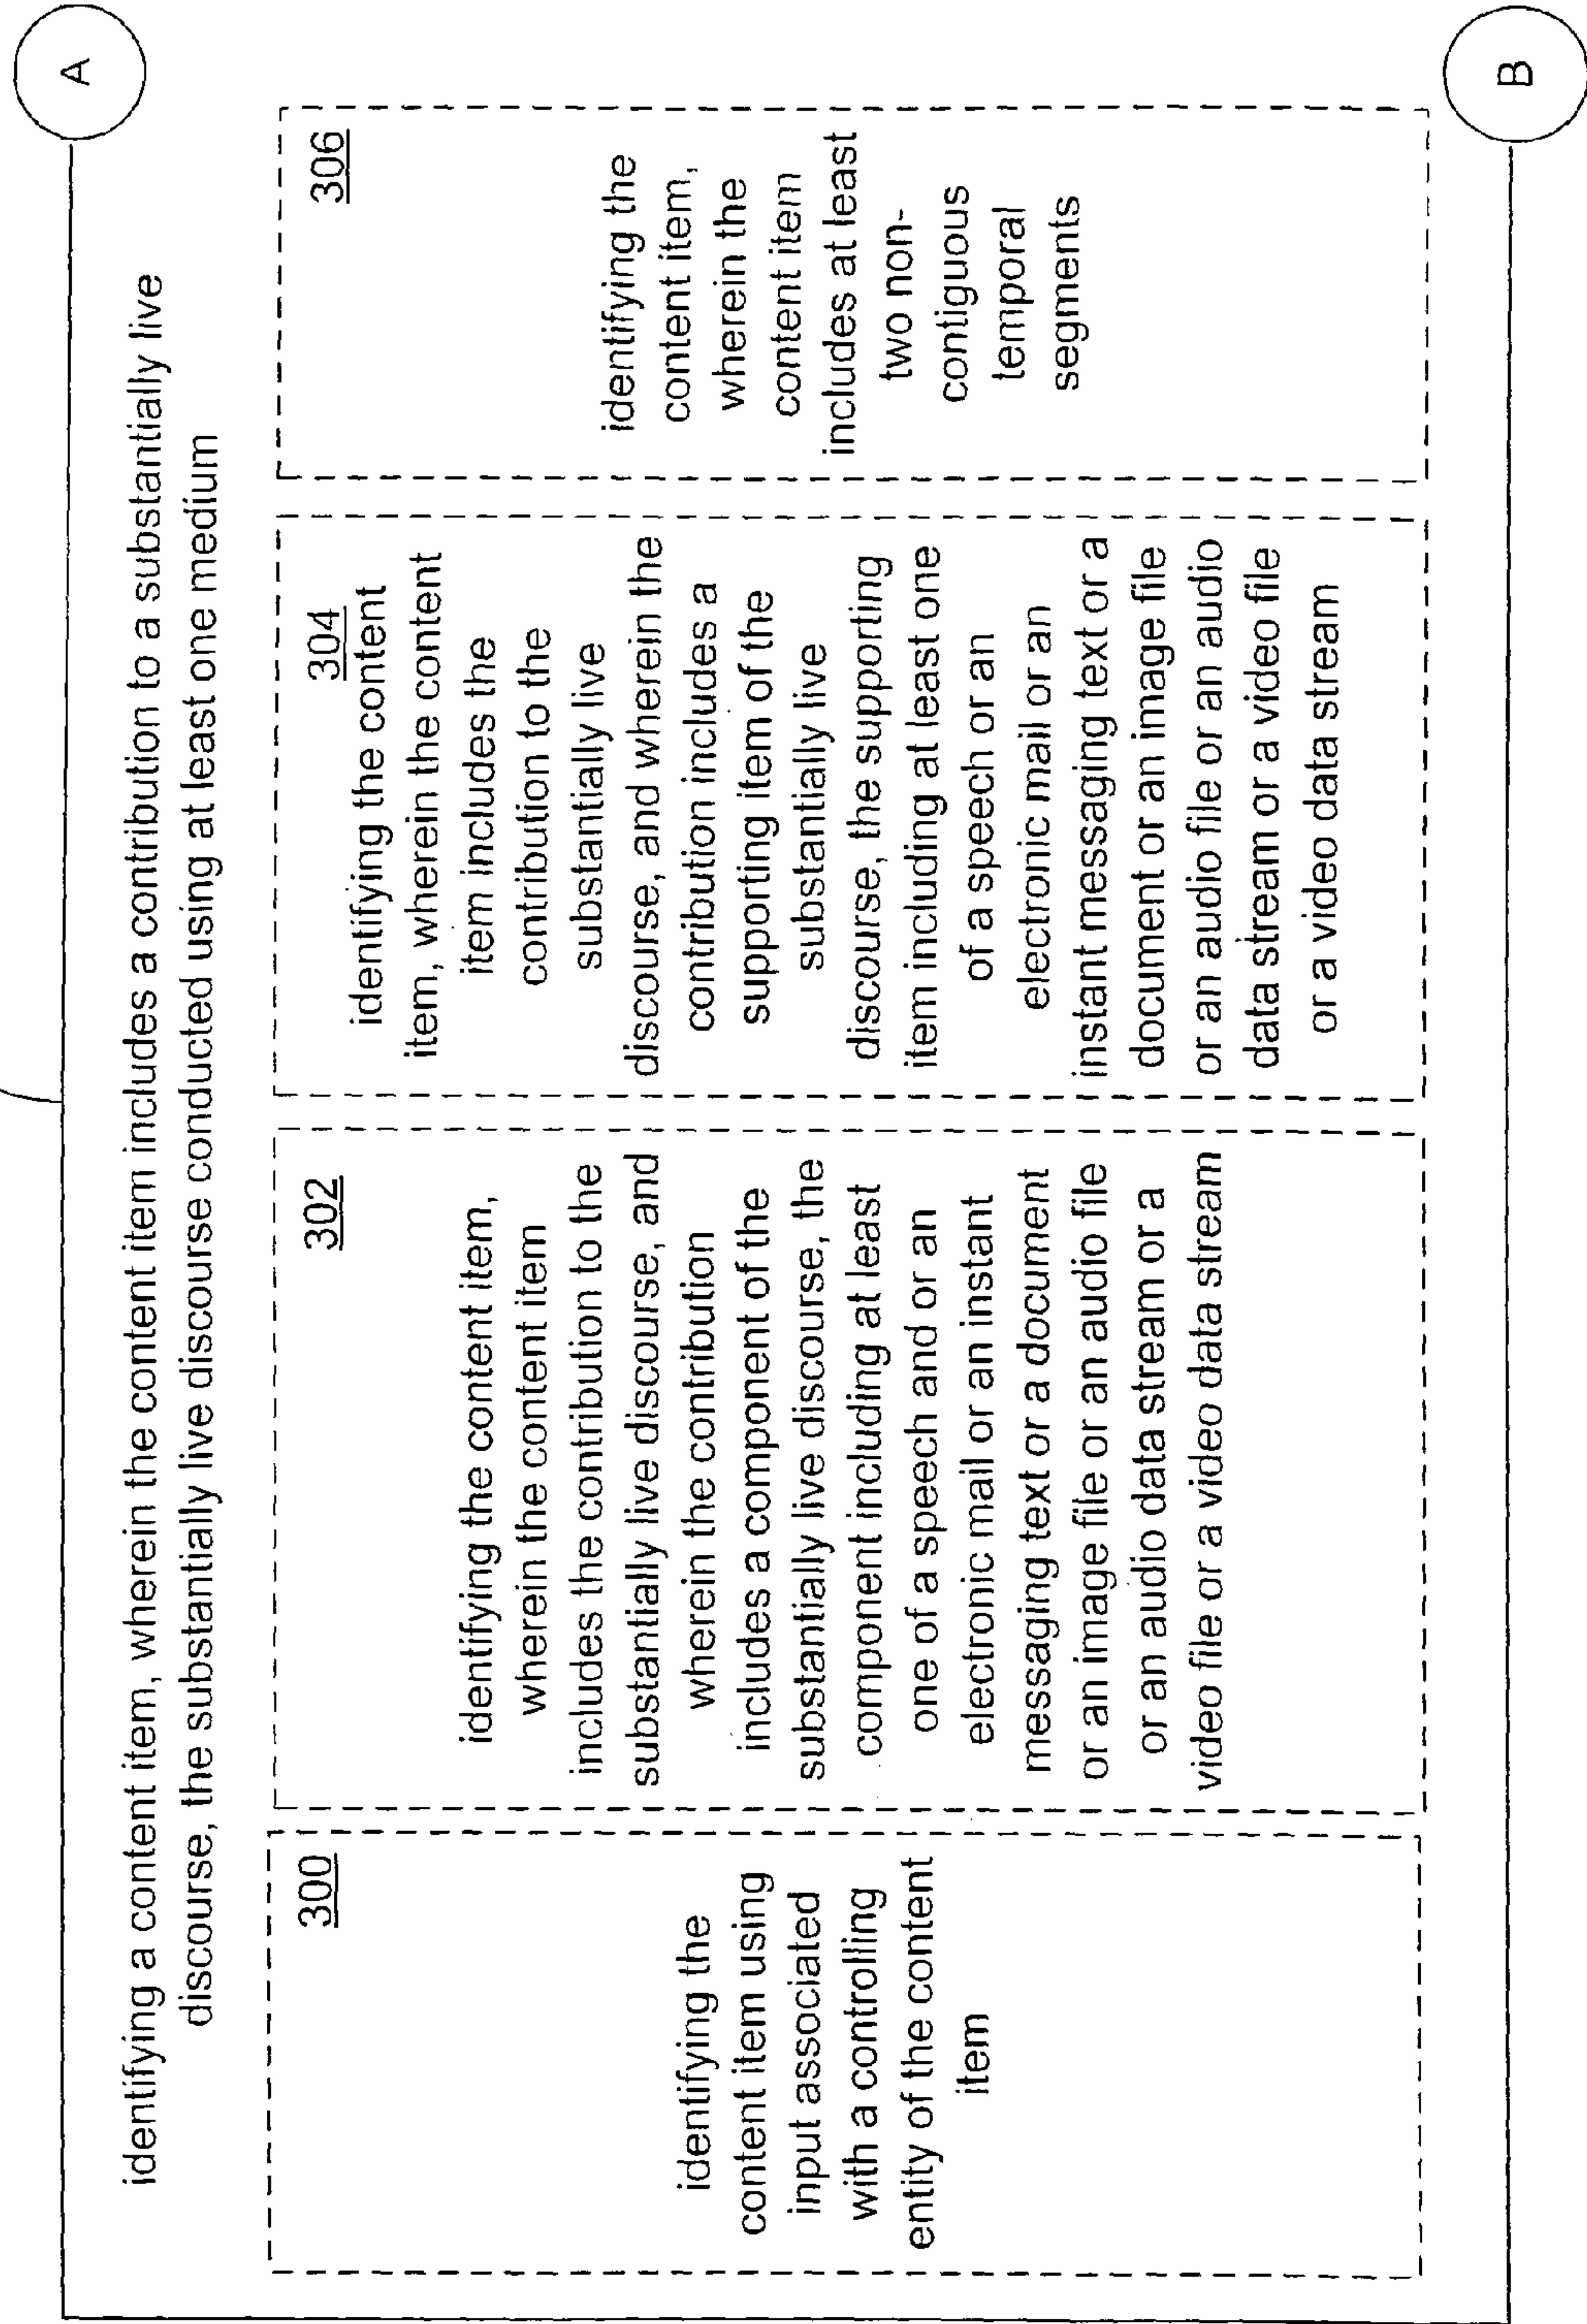 identifying a content item, wherein the content item includes a contribution to a substantially live
discourse, the substantially live discourse conducted using at least one medium
300
identifying the
content item using
input associated
with a controlling
entity of the content
item
302
identifying the content item,
wherein the content item
includes the contribution to the
substantially live discourse, and
wherein the contribution
includes a component of the
substantially live discourse, the
component including at least
one of a speech and or an
electronic mail or an instant
messaging text or a document
or an image file or an audio file
or an audio data stream or a
video file or a video data stream
304
identifying the content
item, wherein the content
item includes the
contribution to the
substantially live
discourse, and wherein the
contribution includes a
supporting item of the
substantially live
discourse, the supporting
item including at least one
of a speech or an
electronic mail or an
instant messaging text or a
document or an image file
or an audio file or an audio
data stream or a video file
or a video data stream
306
identifying the
content item,
wherein the
content item
includes at least
two non-
contiguous
temporal
segments
A
B